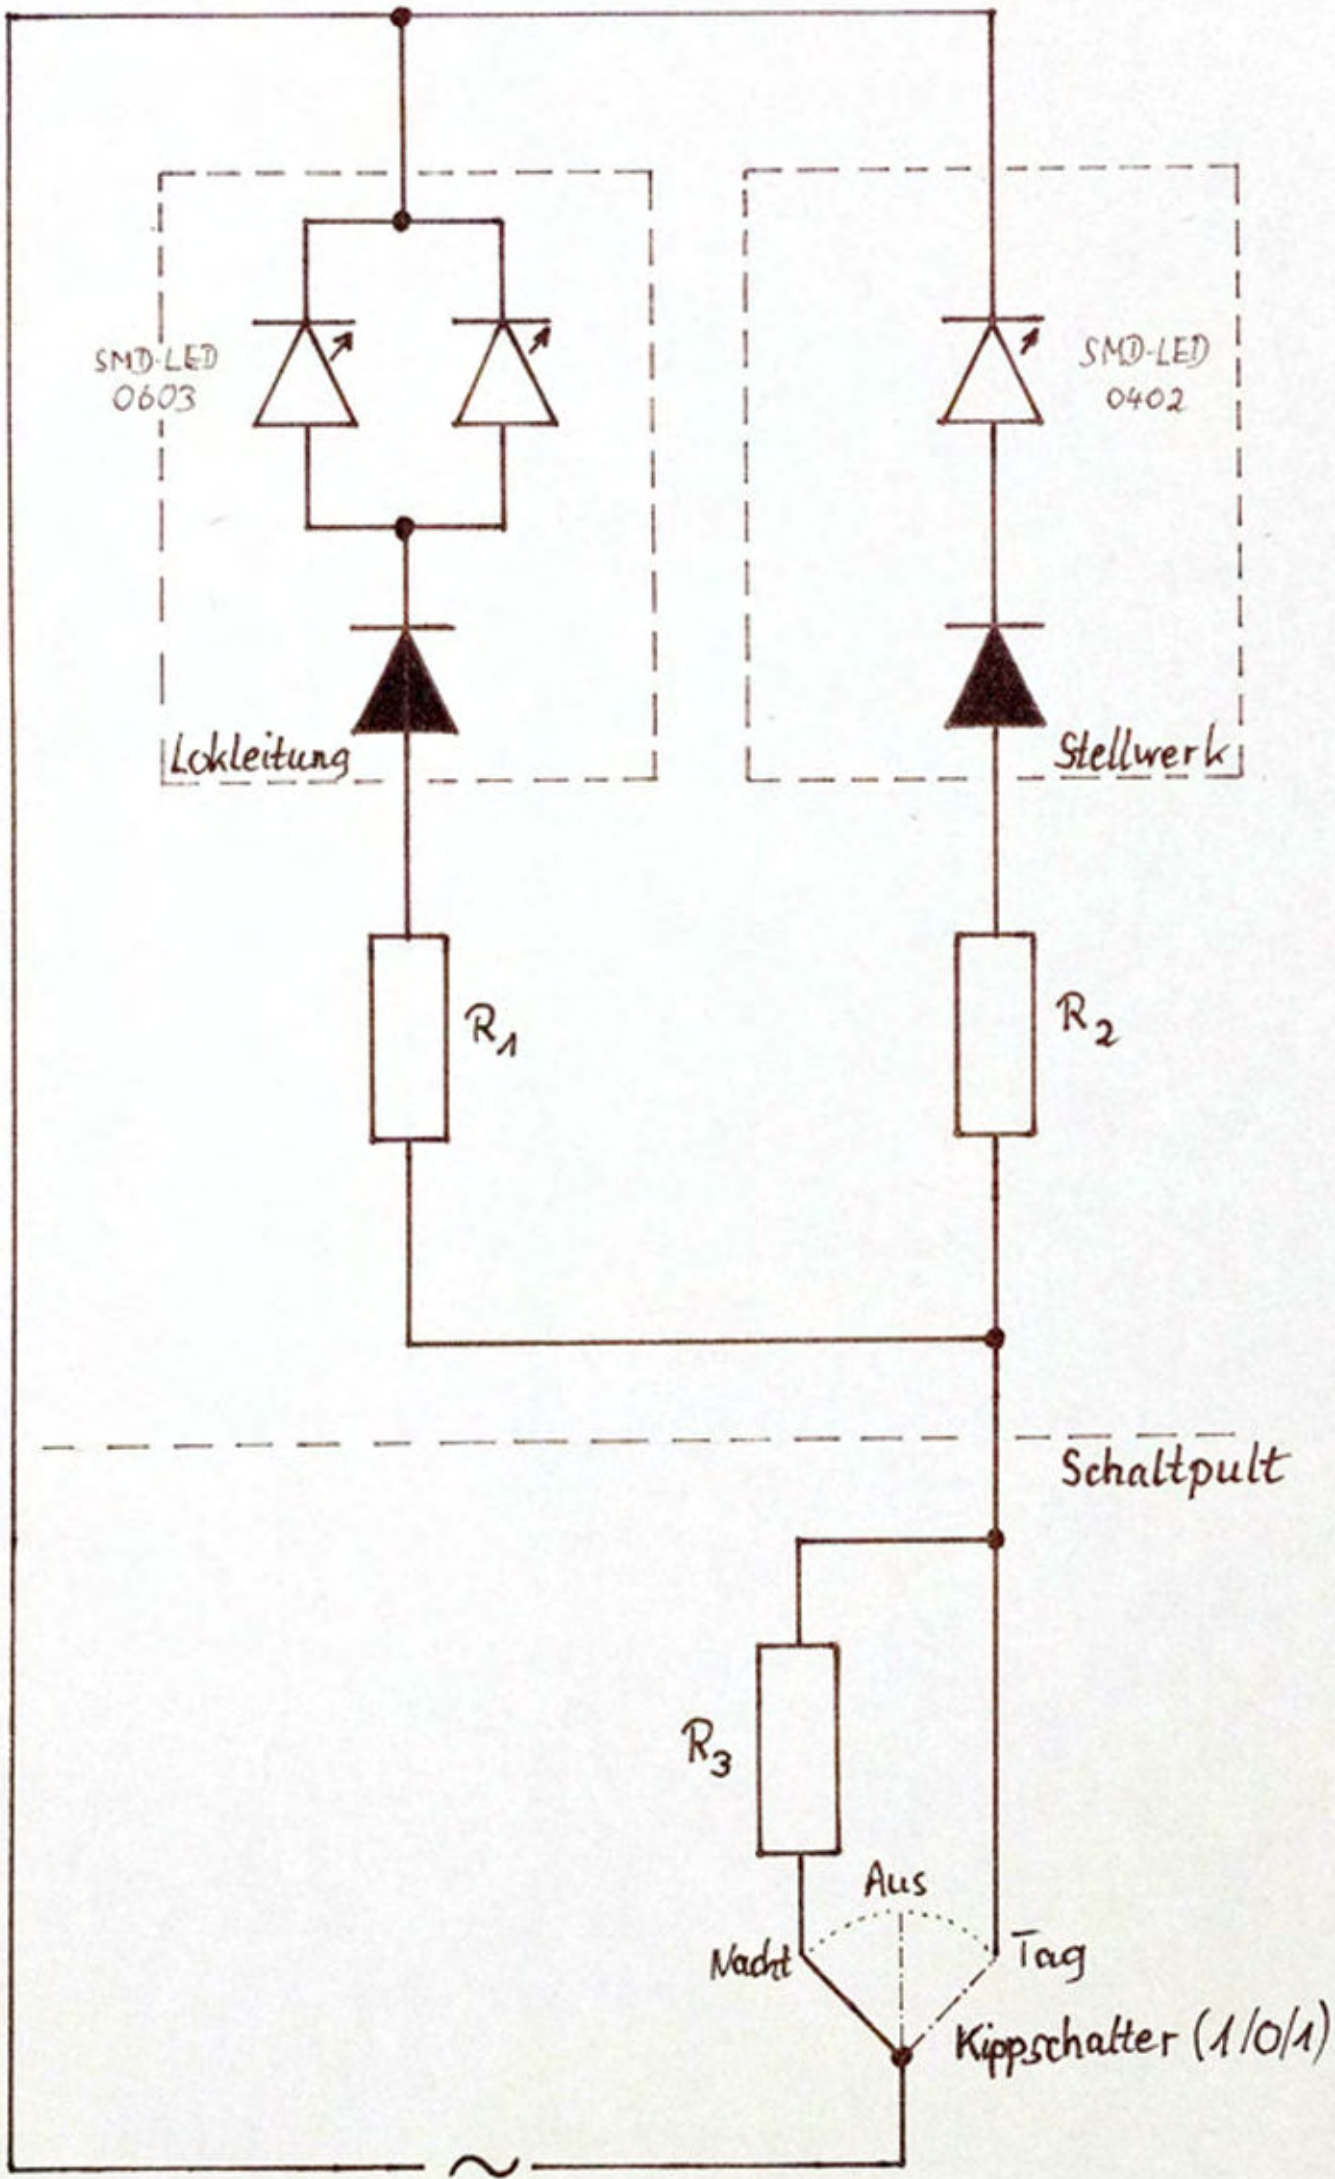 SMD-LED
0603
SMD-LED
0402
Lokleitung
Stellwerk
R1
R2
Schaltpult
R3
Aus
Nacht
Tag
Kippschalter (1/0/1)
~